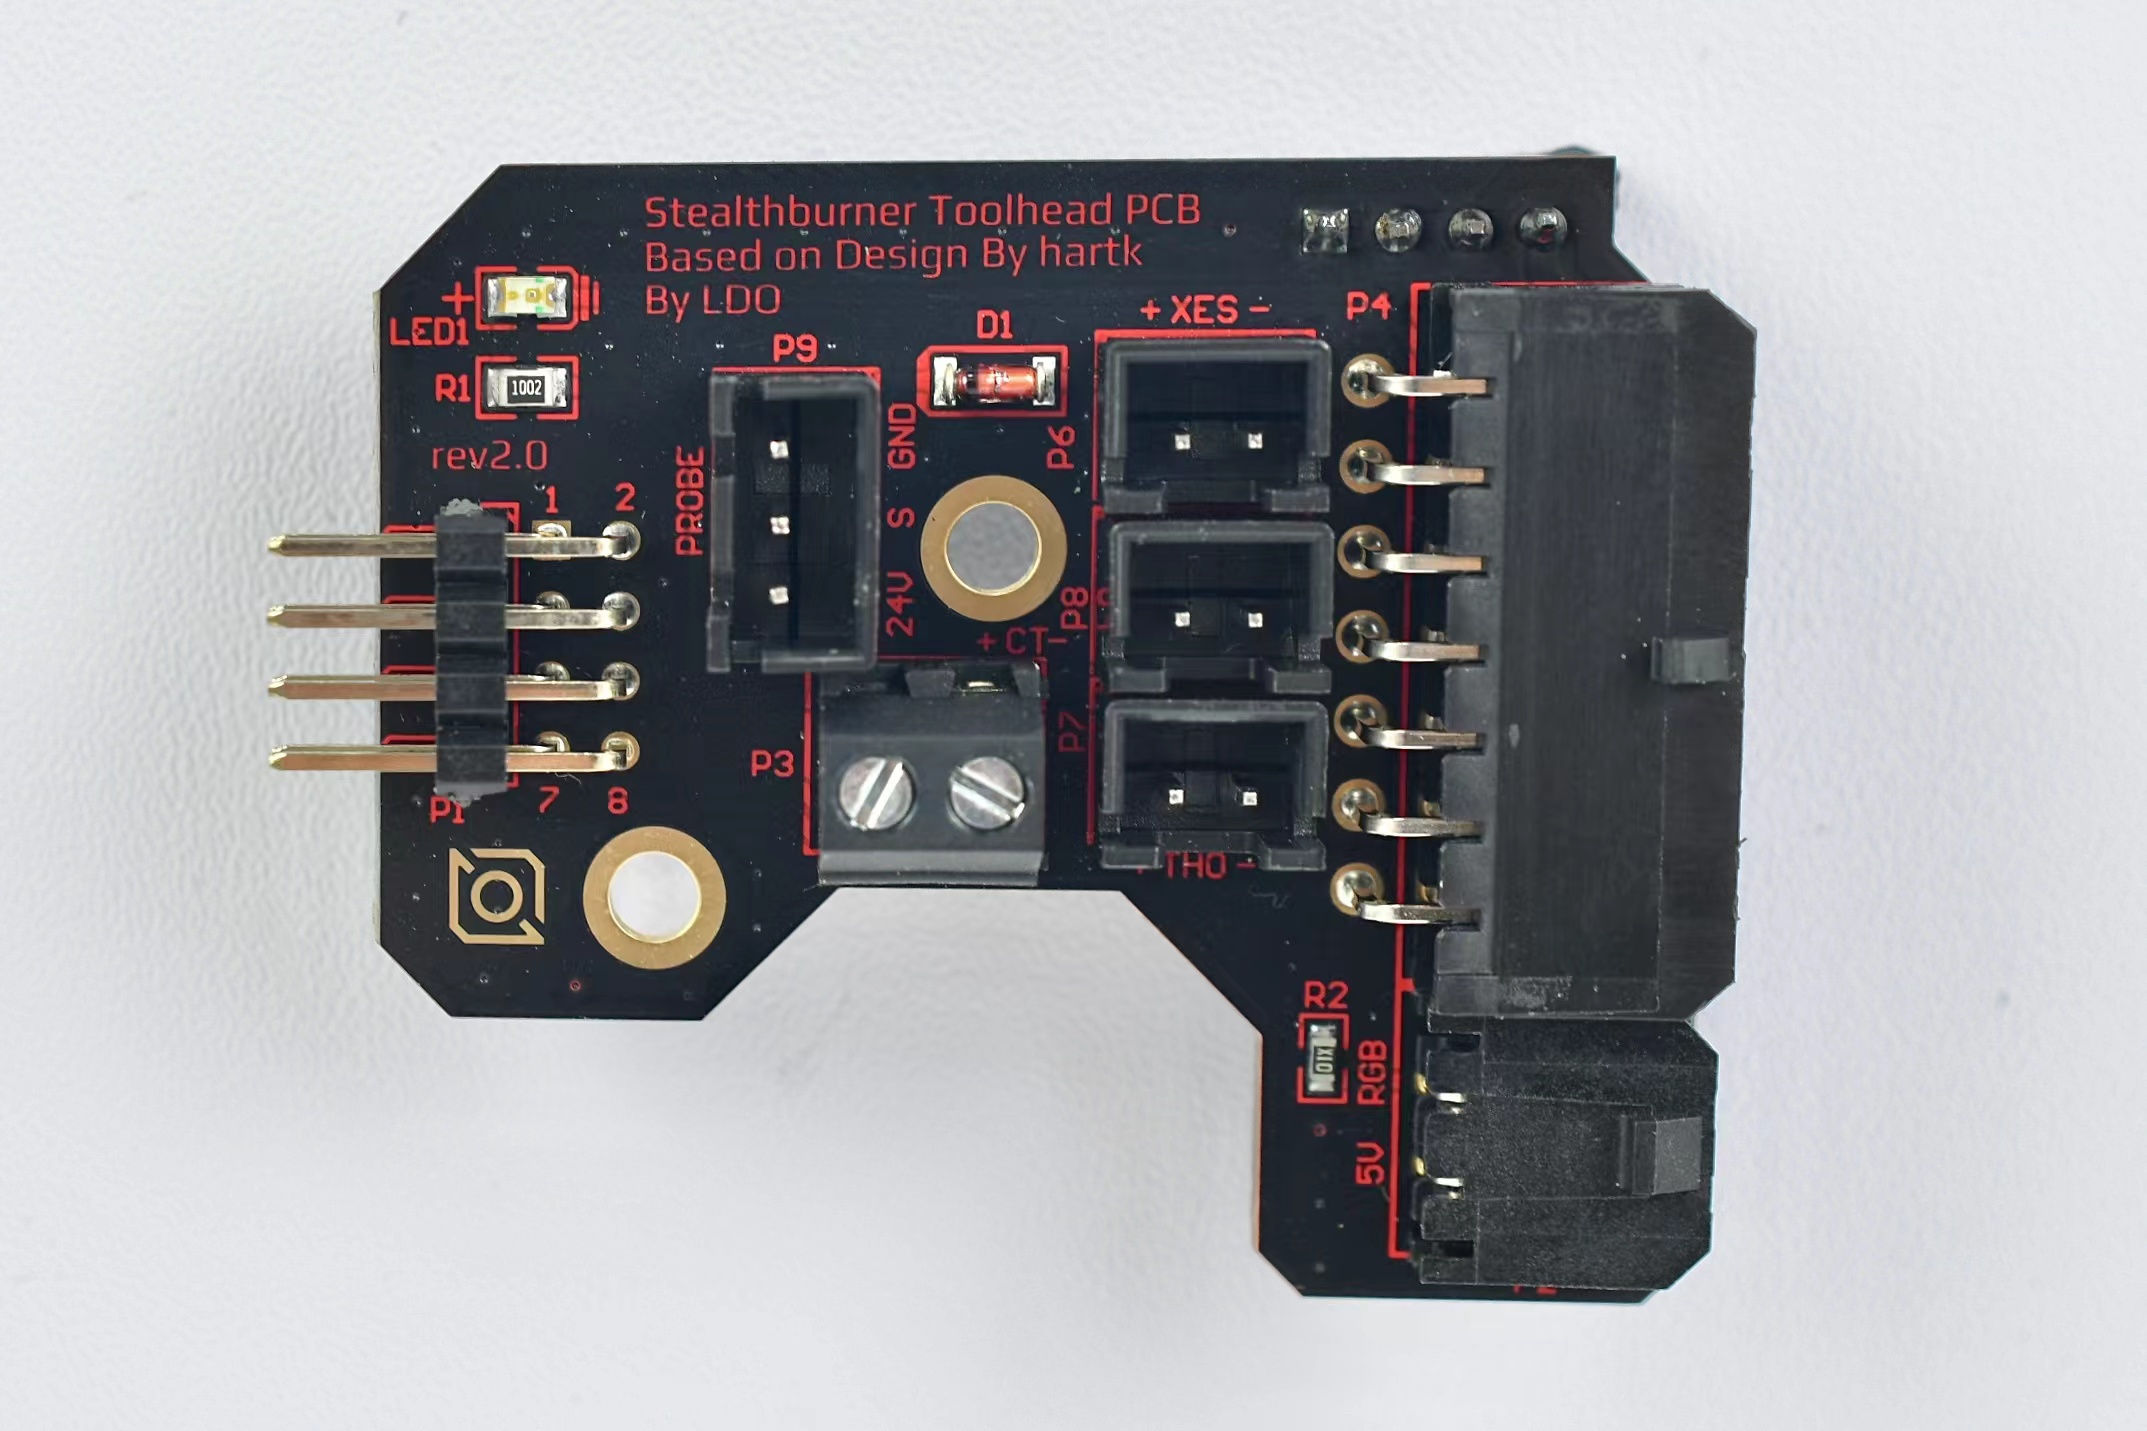 Stealthburner Toolhead PCB
Based on Design By hartk
By LDO
+
LED1
R1
1002
rev2.0
1 2
P1
7 8
P9
PROBE
GND
S
24V
D1
+ CT-
P3
+ XES -
P6
P8
P7
THO -
P4
R2
RGB
5V